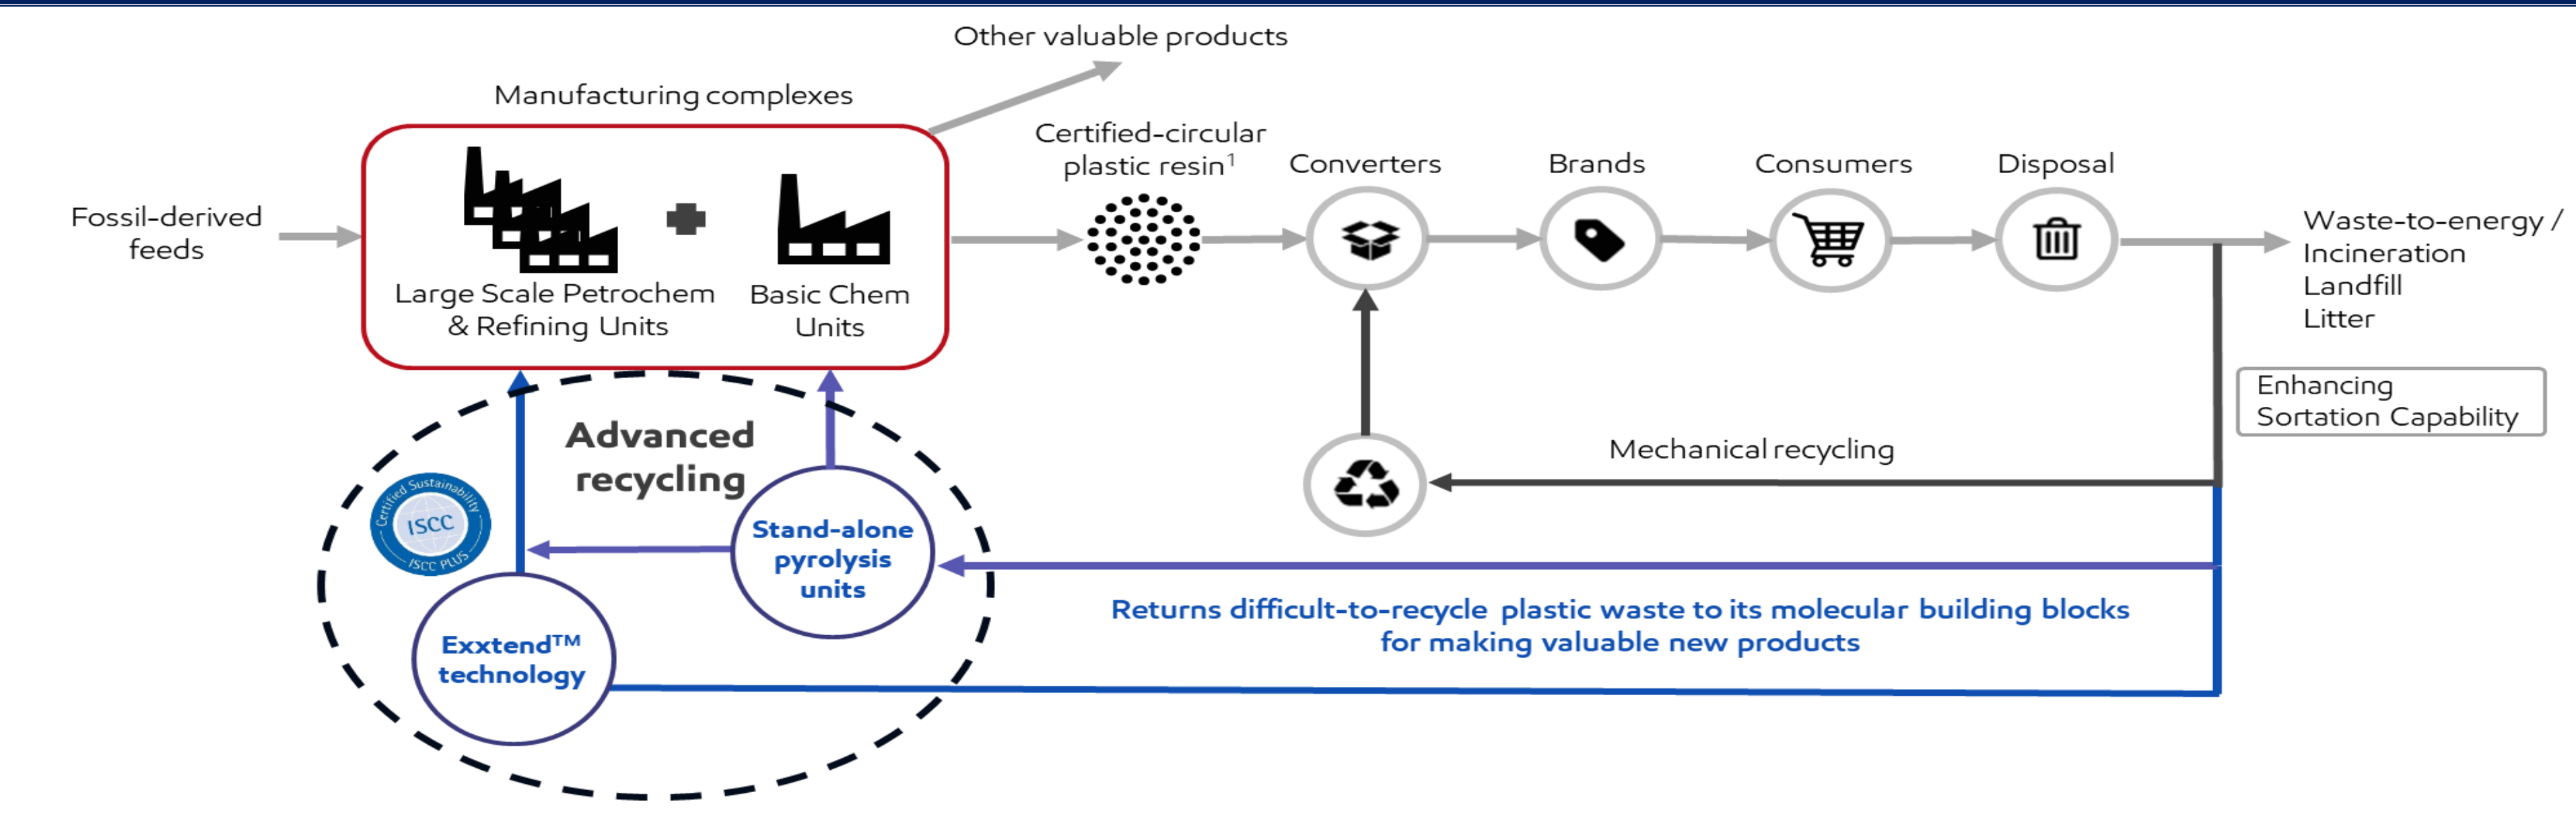 Other valuable products
Manufacturing complexes
Certified-circular
plastic resin¹
Converters
Brands
Consumers
Disposal
Fossil-derived
feeds
Large Scale Petrochem
& Refining Units
Basic Chem
Units
Waste-to-energy /
Incineration
Landfill
Litter
Enhancing
Sortation Capability
Advanced
recycling
Mechanical recycling
Certified Sustainability
ISCC
ISCC PLUS
Stand-alone
pyrolysis
units
Exxtend™
technology
Returns difficult-to-recycle plastic waste to its molecular building blocks
for making valuable new products